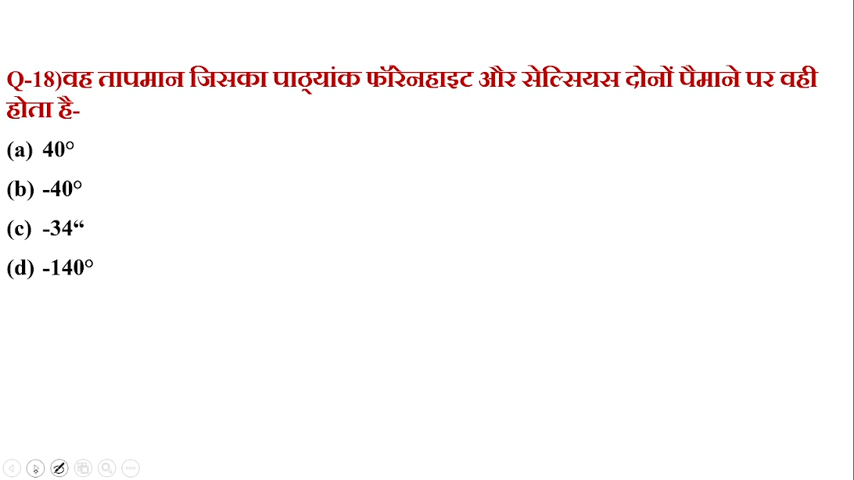 Q-18)वह तापमान जिसका पाठ्यांक फॉरेनहाइट और सेल्सियस दोनों पैमाने पर वही
होता है-
(a) 40°
(b) -40°
(c) -34“
(d) -140°